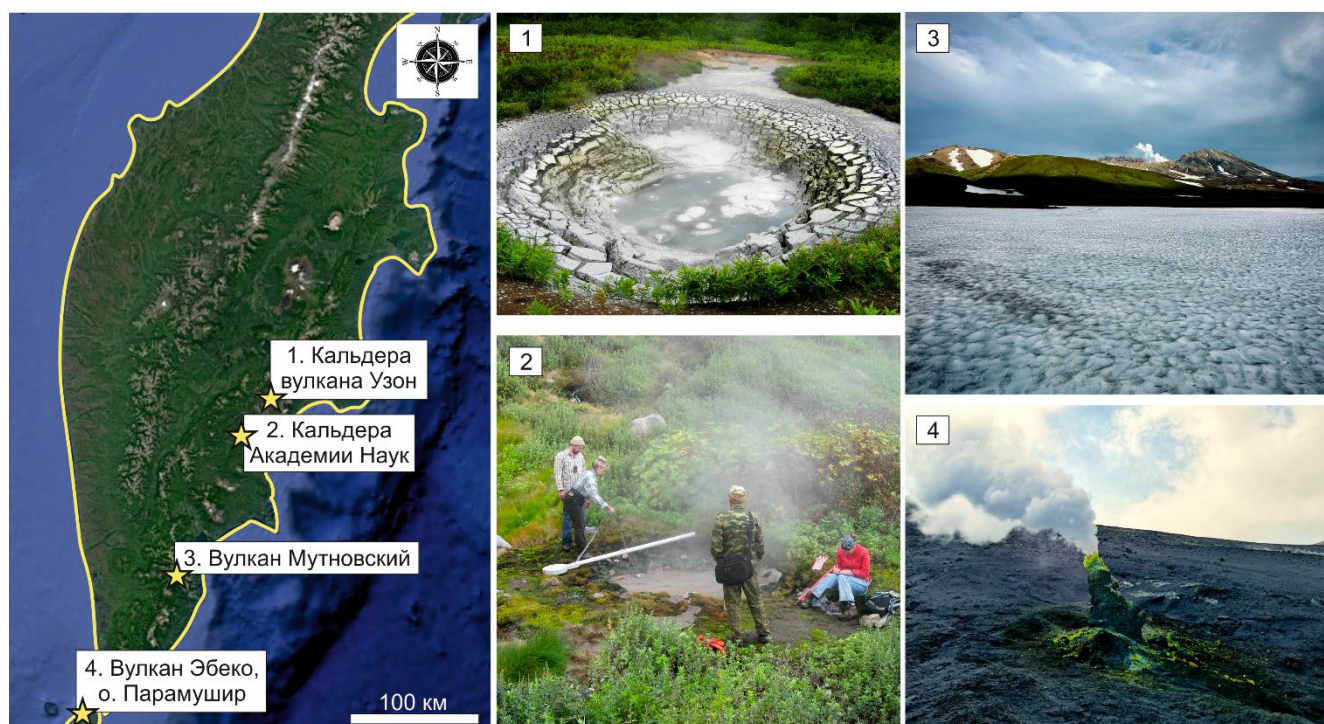 N
W
E
S
1. Кальдера
вулкана Узон
2. Кальдера
Академии Наук
3. Вулкан Мутновский
4. Вулкан Эбеко,
о. Парамушир
100 км
1
2
3
4